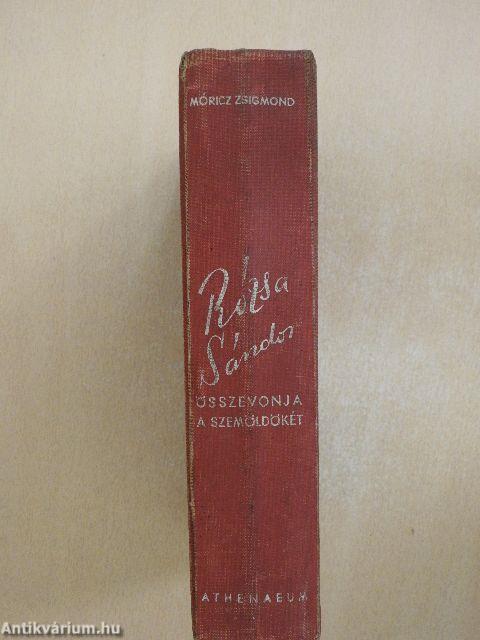 MÓRICZ ZSIGMOND
Rózsa
Sándor
ÖSSZEVONJA
A SZEMÖLDÖKÉT
ATHENAEUM
Antikvárium.hu